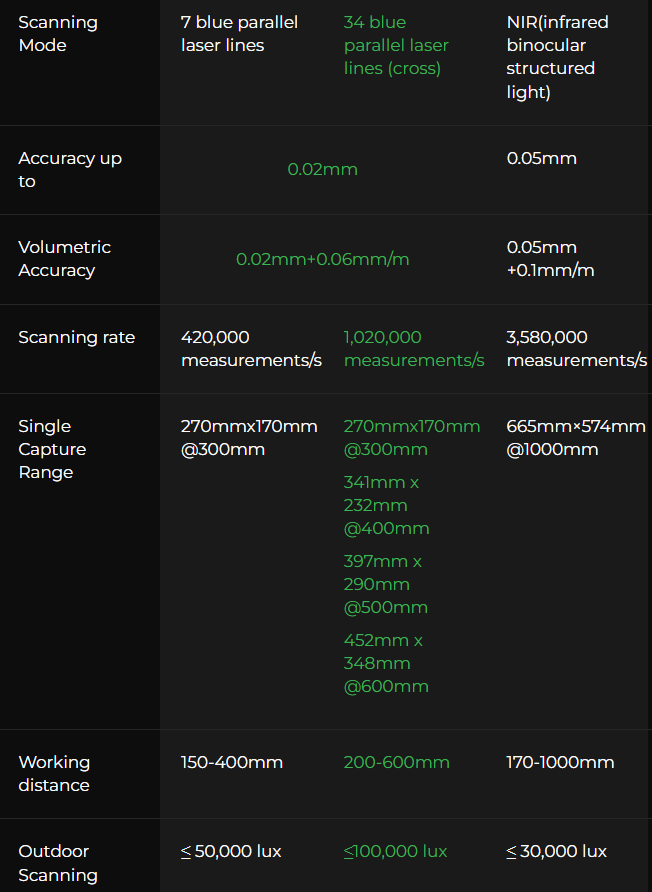 Scanning
Mode
7 blue parallel
laser lines
34 blue
parallel laser
lines (cross)
NIR(infrared
binocular
structured
light)
Accuracy up
to
0.02mm
0.05mm
Volumetric
Accuracy
0.02mm+0.06mm/m
0.05mm
+0.1mm/m
Scanning rate
420,000
measurements/s
1,020,000
measurements/s
3,580,000
measurements/s
Single
Capture
Range
270mmx170mm
@300mm
270mmx170mm
@300mm
341mm x
232mm
@400mm
397mm x
290mm
@500mm
452mm x
348mm
@600mm
665mm×574mm
@1000mm
Working
distance
150-400mm
200-600mm
170-1000mm
Outdoor
Scanning
≤ 50,000 lux
≤100,000 lux
≤ 30,000 lux